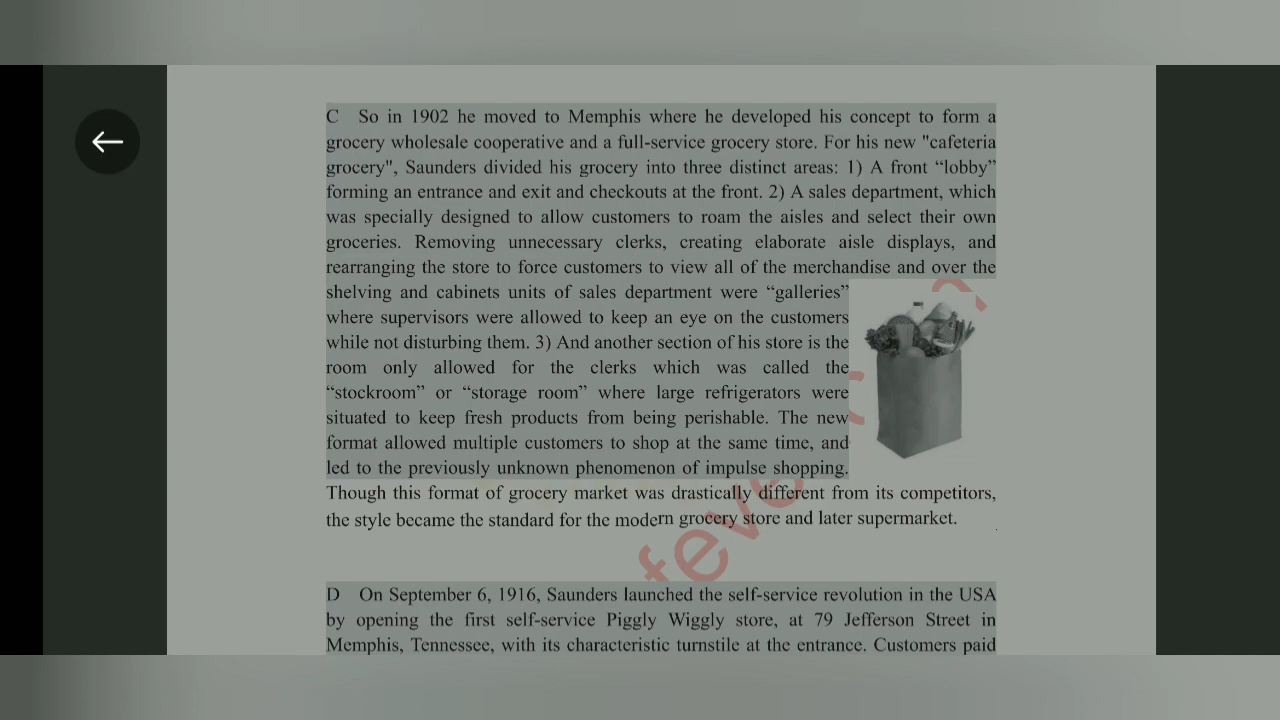 C So in 1902 he moved to Memphis where he developed his concept to form a
grocery wholesale cooperative and a full-service grocery store. For his new "cafeteria
grocery", Saunders divided his grocery into three distinct areas: 1) A front “lobby”
forming an entrance and exit and checkouts at the front. 2) A sales department, which
was specially designed to allow customers to roam the aisles and select their own
groceries. Removing unnecessary clerks, creating elaborate aisle displays, and
rearranging the store to force customers to view all of the merchandise and over the
shelving and cabinets units of sales department were “galleries”
where supervisors were allowed to keep an eye on the customers
while not disturbing them. 3) And another section of his store is the
room only allowed for the clerks which was called the
“stockroom” or “storage room” where large refrigerators were
situated to keep fresh products from being perishable. The new
format allowed multiple customers to shop at the same time, and
led to the previously unknown phenomenon of impulse shopping.
Though this format of grocery market was drastically different from its competitors,
the style became the standard for the modern grocery store and later supermarket.
D On September 6, 1916, Saunders launched the self-service revolution in the USA
by opening the first self-service Piggly Wiggly store, at 79 Jefferson Street in
Memphis, Tennessee, with its characteristic turnstile at the entrance. Customers paid